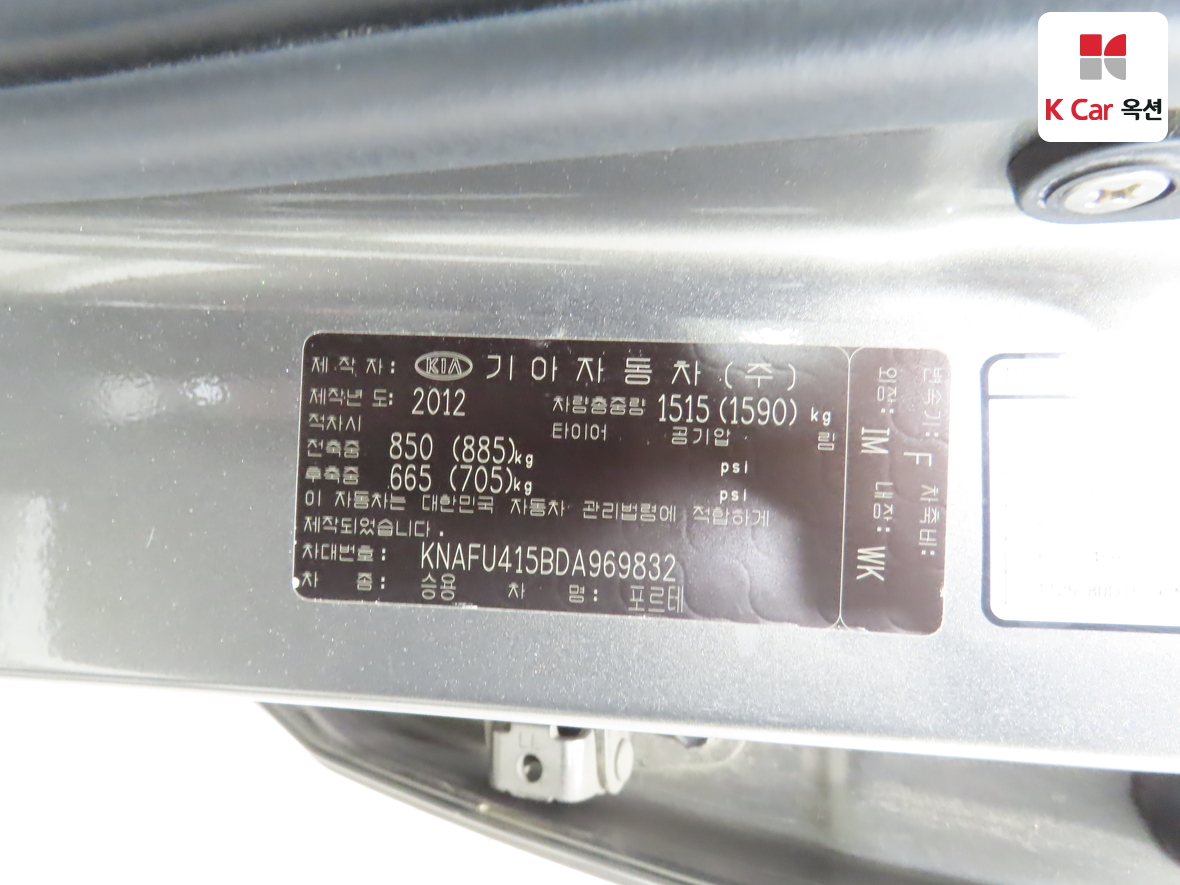 K Car 옥션
제 작 자: KIA 기 아 자 동 차 (주)
제작년 도: 2012 차량총중량 1515 (1590) kg
적차시 타이어 공기압 림
전축중 850 (885)kg psi
후축중 665 (705)kg psi
이 자동차는 대한민국 자동차 관리법령에 적합하게
제작되었습니다.
차대번호: KNAFU415BDA969832
차 종: 승용 차 명: 포르테
변속기: F 차축비:
외장: IM 내장: WK